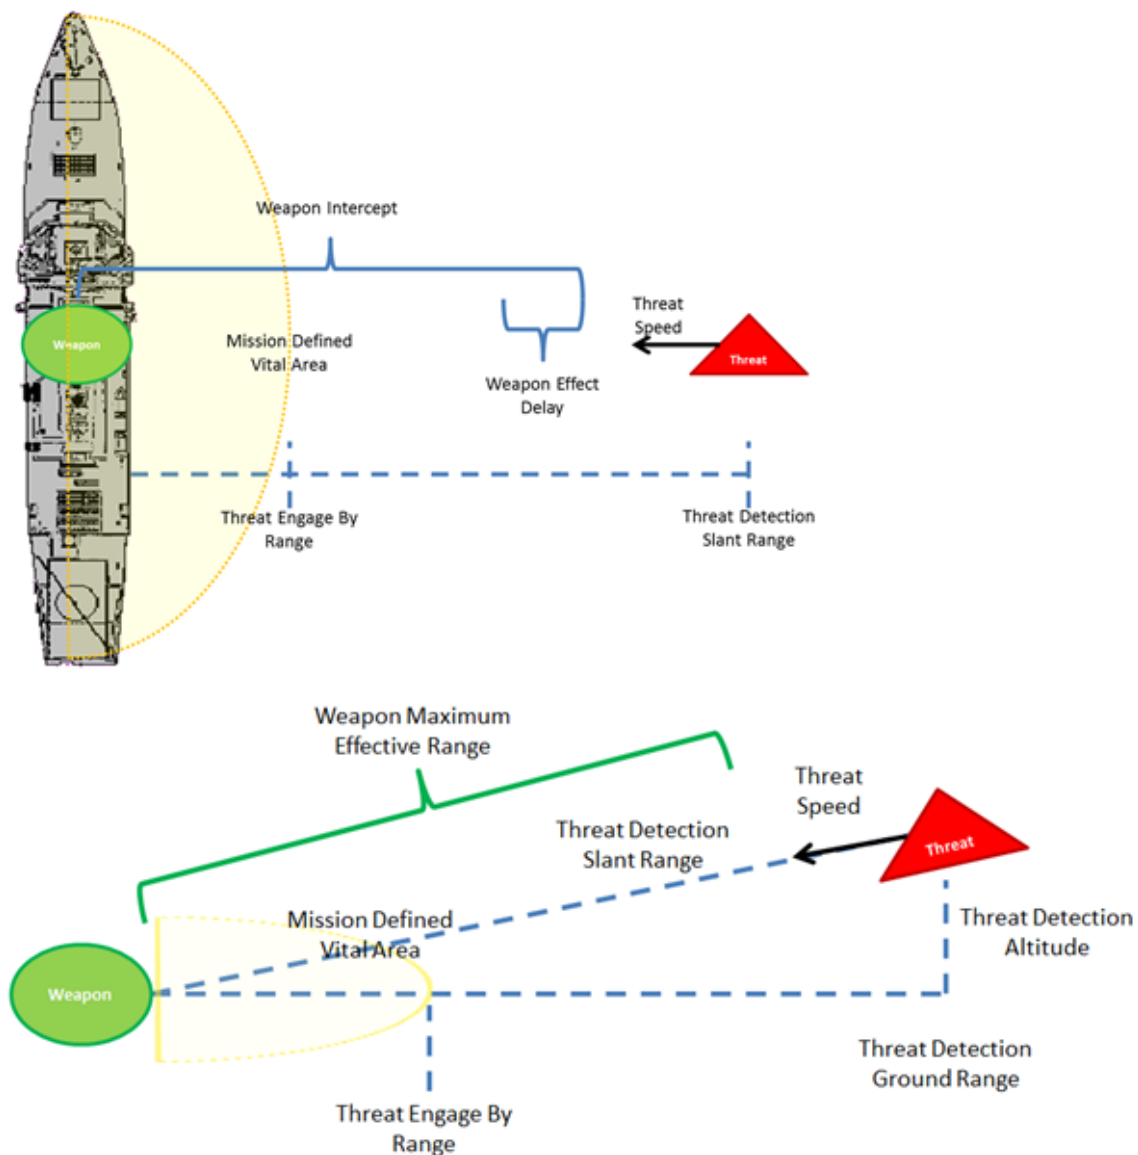 Weapon Intercept
Threat
Speed
Weapon
Mission Defined
Vital Area
Threat
Weapon Effect
Delay
Threat Engage By
Range
Threat Detection
Slant Range
Weapon Maximum
Effective Range
Threat
Speed
Threat Detection
Slant Range
Threat
Mission Defined
Vital Area
Threat Detection
Altitude
Weapon
Threat Detection
Ground Range
Threat Engage By
Range